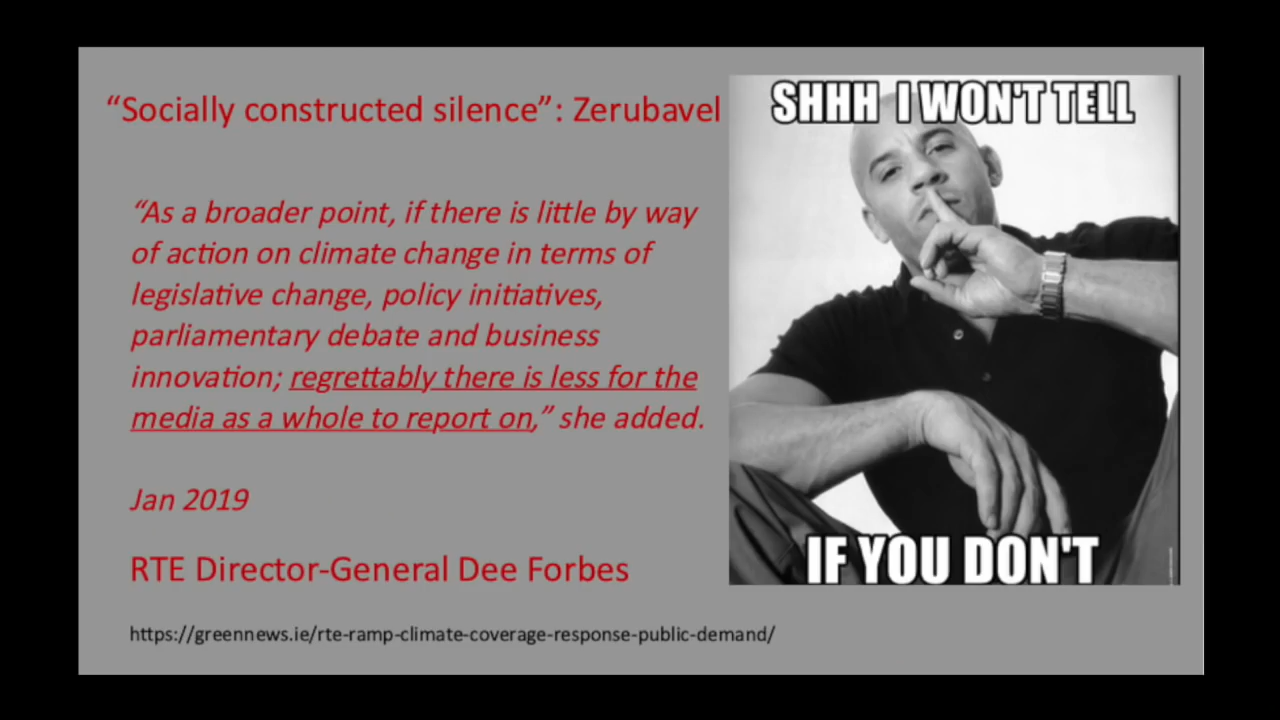 “Socially constructed silence”: Zerubavel
“As a broader point, if there is little by way
of action on climate change in terms of
legislative change, policy initiatives,
parliamentary debate and business
innovation; regrettably there is less for the
media as a whole to report on,” she added.
Jan 2019
RTE Director-General Dee Forbes
https://greennews.ie/rte-ramp-climate-coverage-response-public-demand/
SHHH I WON'T TELL
IF YOU DON'T